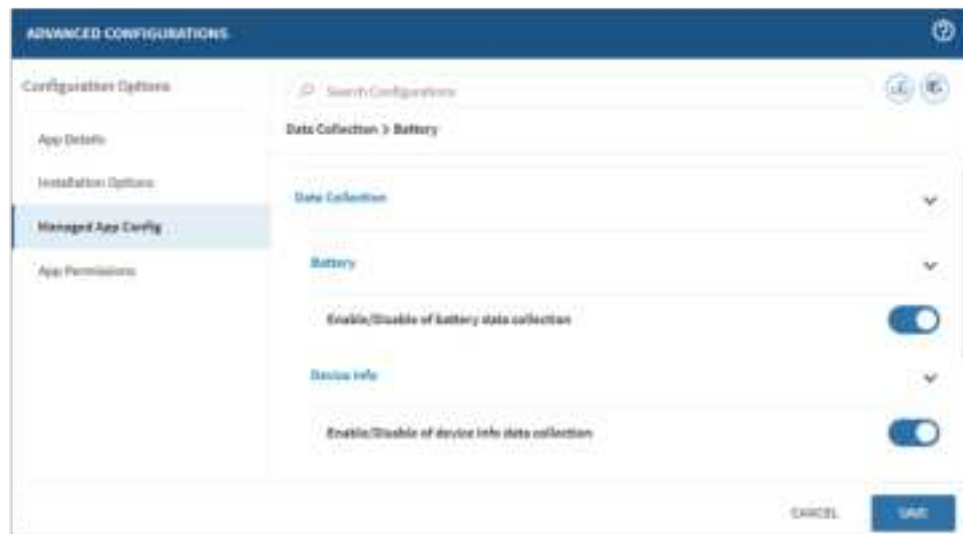 ADVANCED CONFIGURATIONS
Configuration Options
Search Configurations
App Details
Data Collection > Battery
Installation Options
Data Collection
Managed App Config
Battery
App Permissions
Enable/Disable of battery data collection
Device Info
Enable/Disable of device info data collection
CANCEL
SAVE